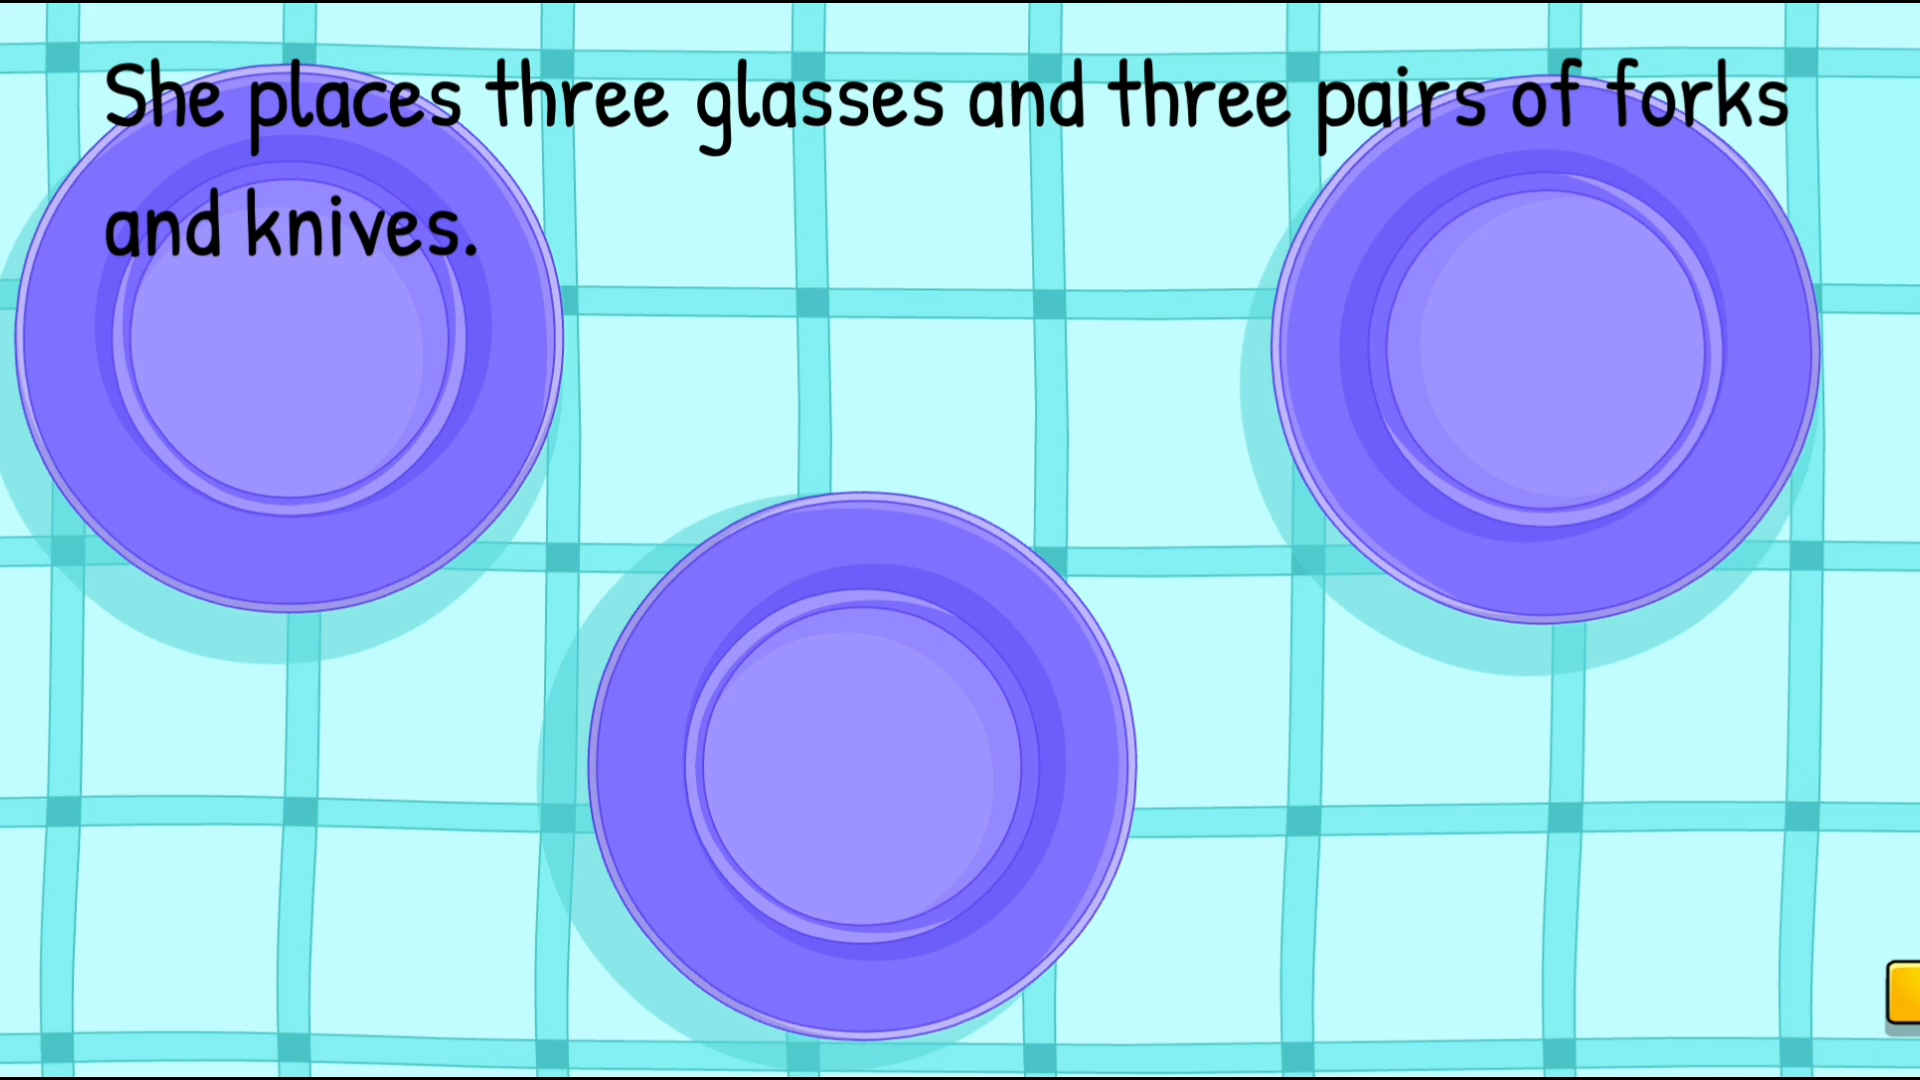 She places three glasses and three pairs of forks
and knives.